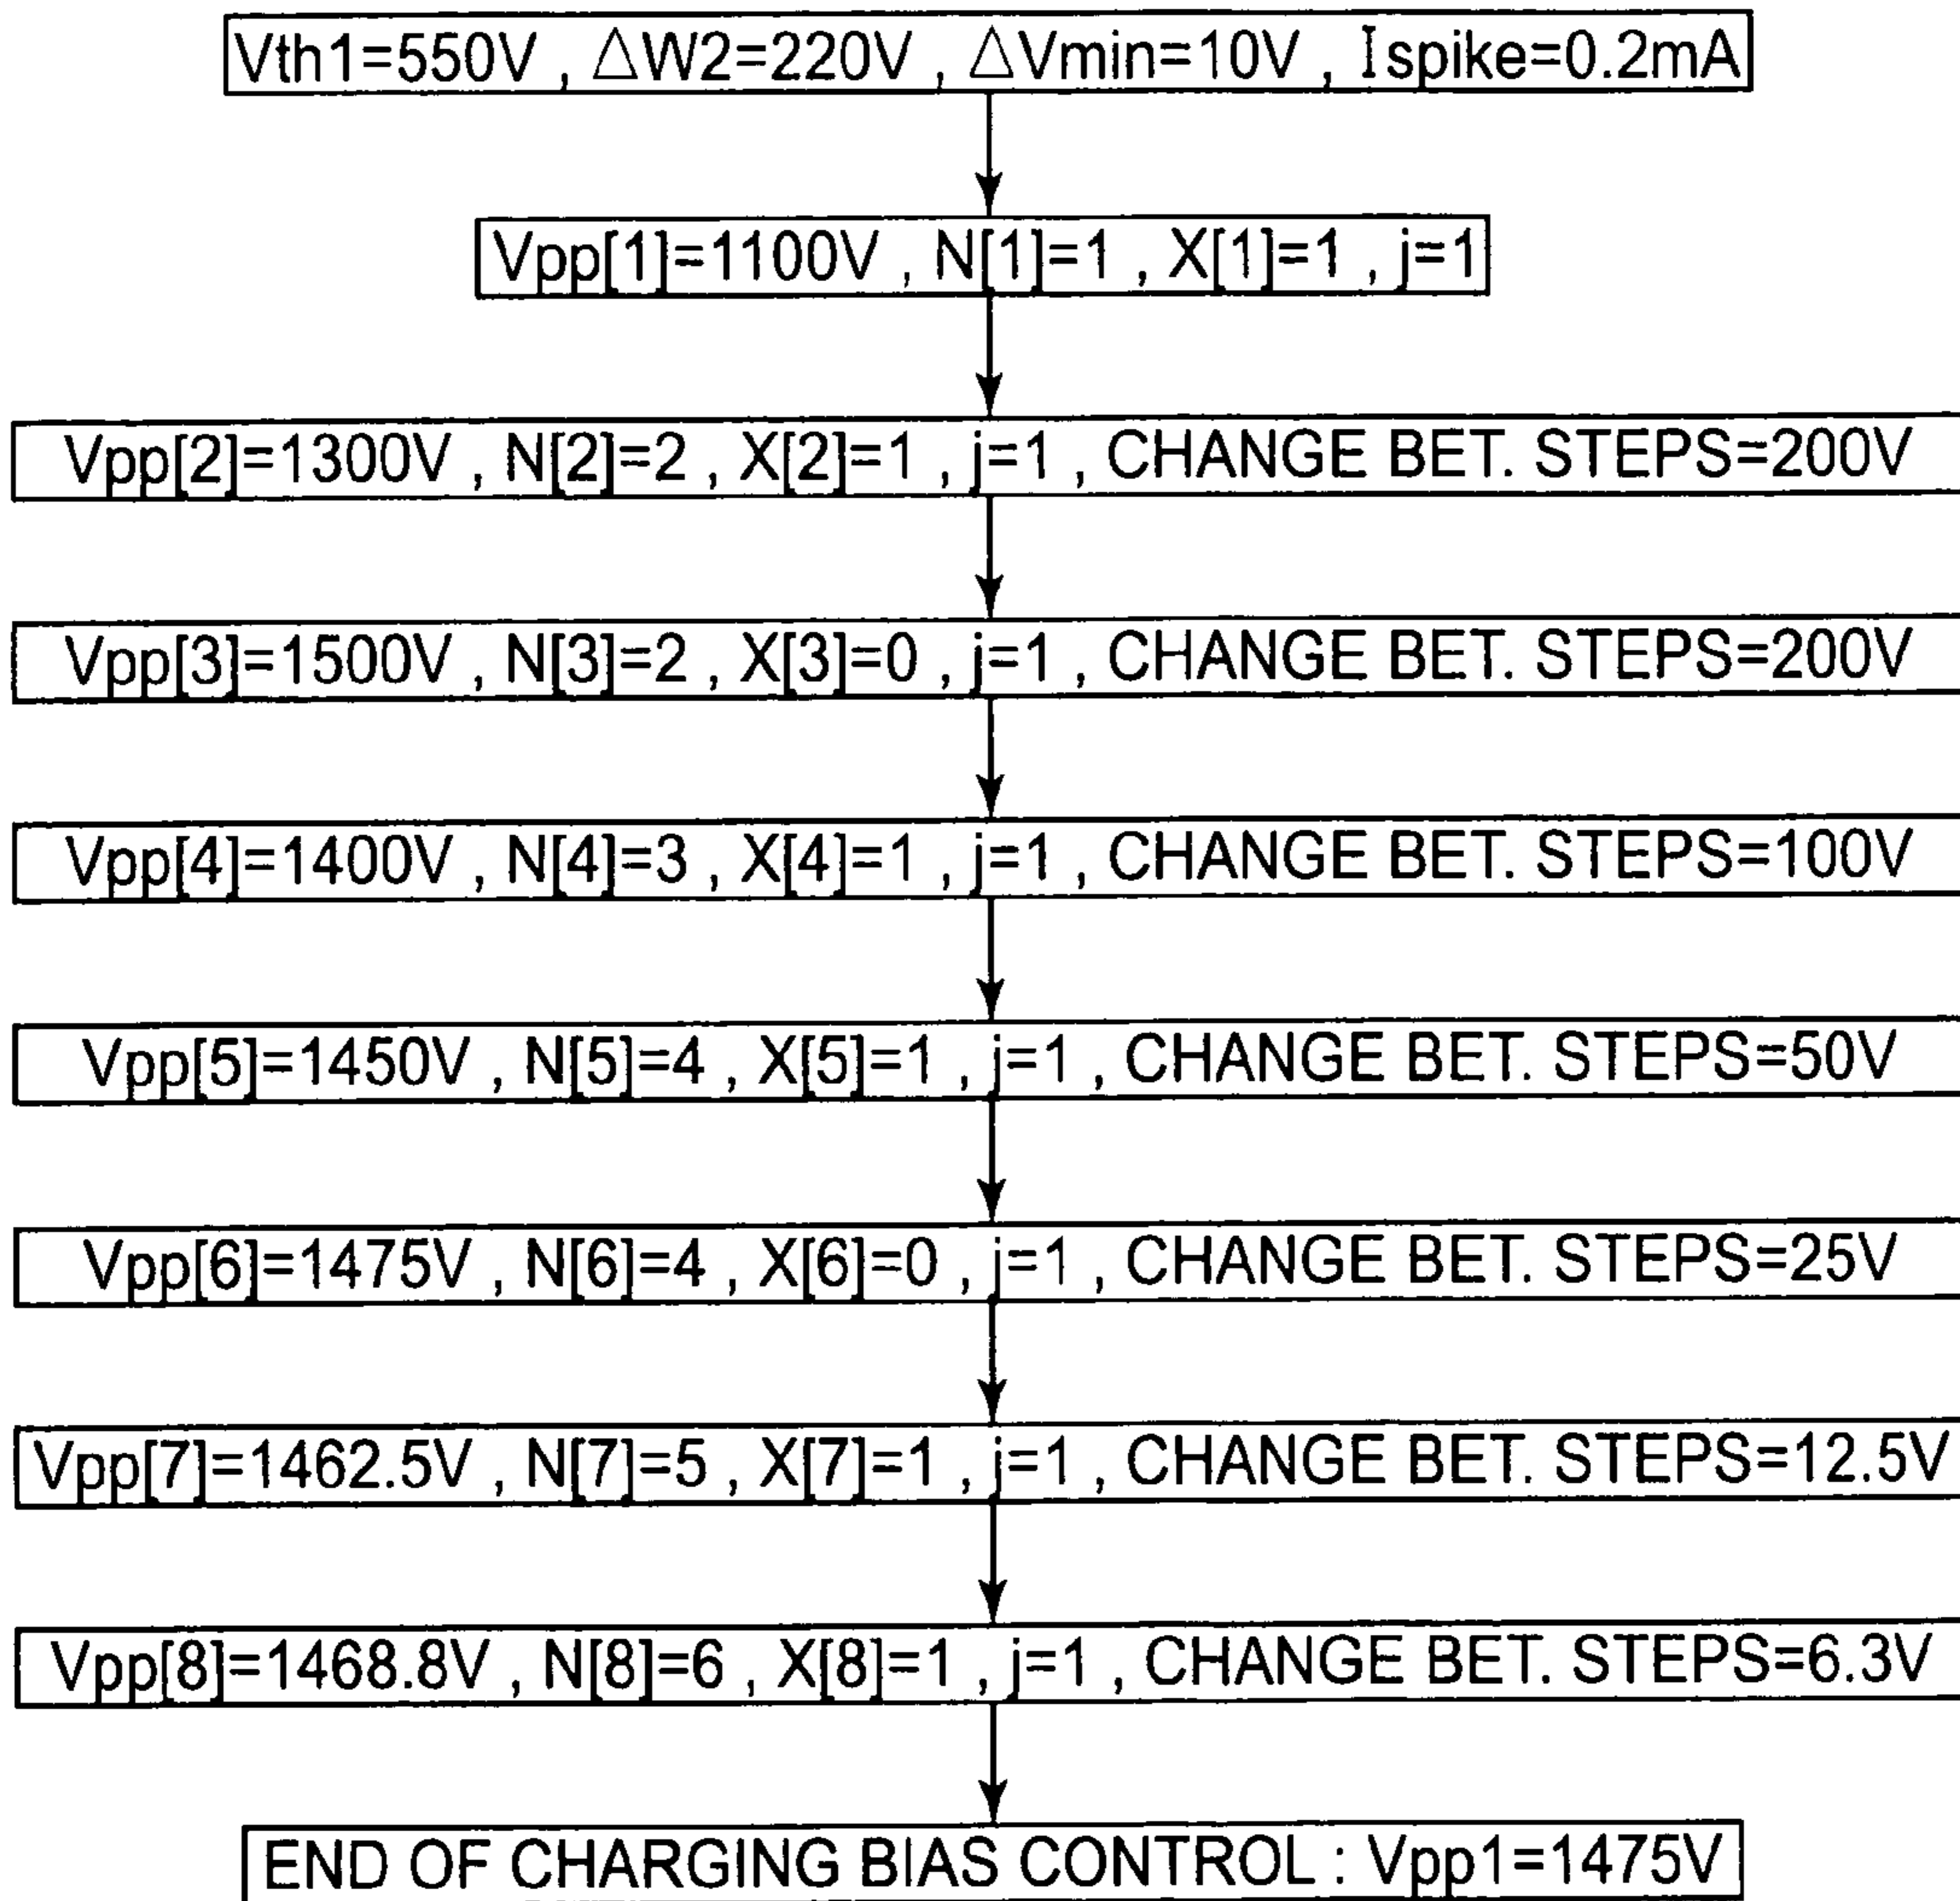 Vth1=550V , △W2=220V , △Vmin=10V , Ispike=0.2mA
Vpp[1]=1100V , N[1]=1 , X[1]=1 , j=1
Vpp[2]=1300V , N[2]=2 , X[2]=1 , j=1 , CHANGE BET. STEPS=200V
Vpp[3]=1500V , N[3]=2 , X[3]=0 , j=1 , CHANGE BET. STEPS=200V
Vpp[4]=1400V , N[4]=3 , X[4]=1 , j=1 , CHANGE BET. STEPS=100V
Vpp[5]=1450V , N[5]=4 , X[5]=1 , j=1 , CHANGE BET. STEPS=50V
Vpp[6]=1475V , N[6]=4 , X[6]=0 , j=1 , CHANGE BET. STEPS=25V
Vpp[7]=1462.5V , N[7]=5 , X[7]=1 , j=1 , CHANGE BET. STEPS=12.5V
Vpp[8]=1468.8V , N[8]=6 , X[8]=1 , j=1 , CHANGE BET. STEPS=6.3V
END OF CHARGING BIAS CONTROL : Vpp1=1475V